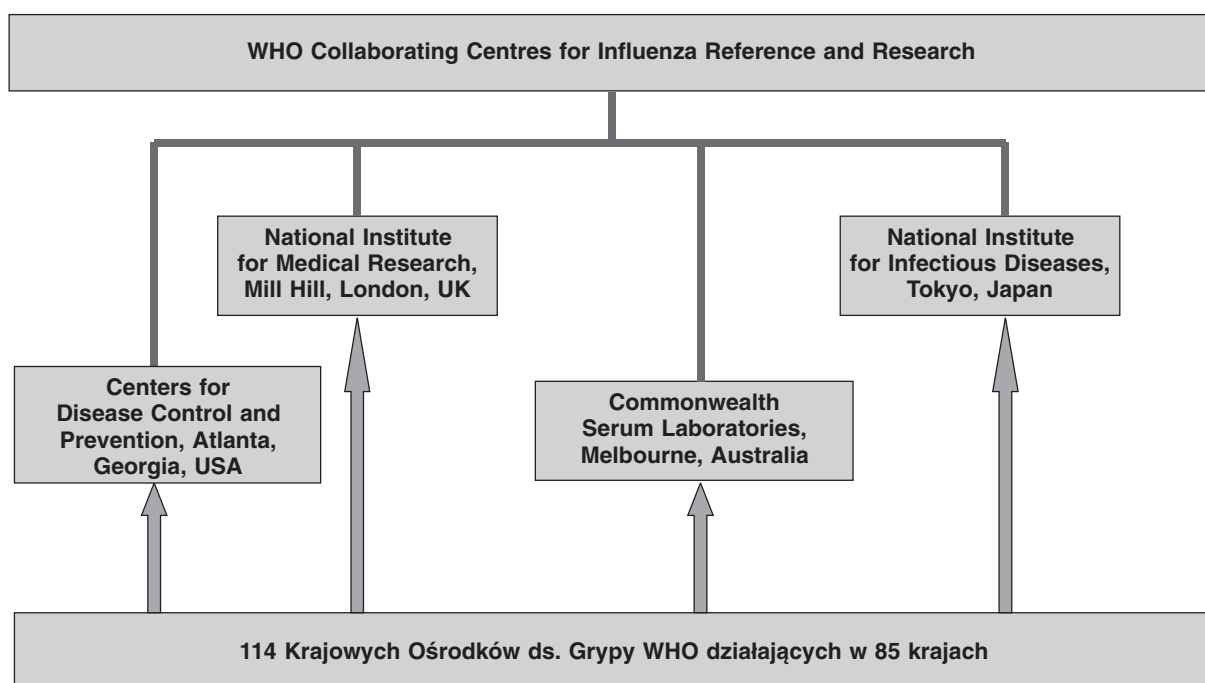 WHO Collaborating Centres for Influenza Reference and Research
National Institute
for Medical Research,
Mill Hill, London, UK
National Institute
for Infectious Diseases,
Tokyo, Japan
Centers for
Disease Control and
Prevention, Atlanta,
Georgia, USA
Commonwealth
Serum Laboratories,
Melbourne, Australia
114 Krajowych Ośrodków ds. Grypy WHO działających w 85 krajach